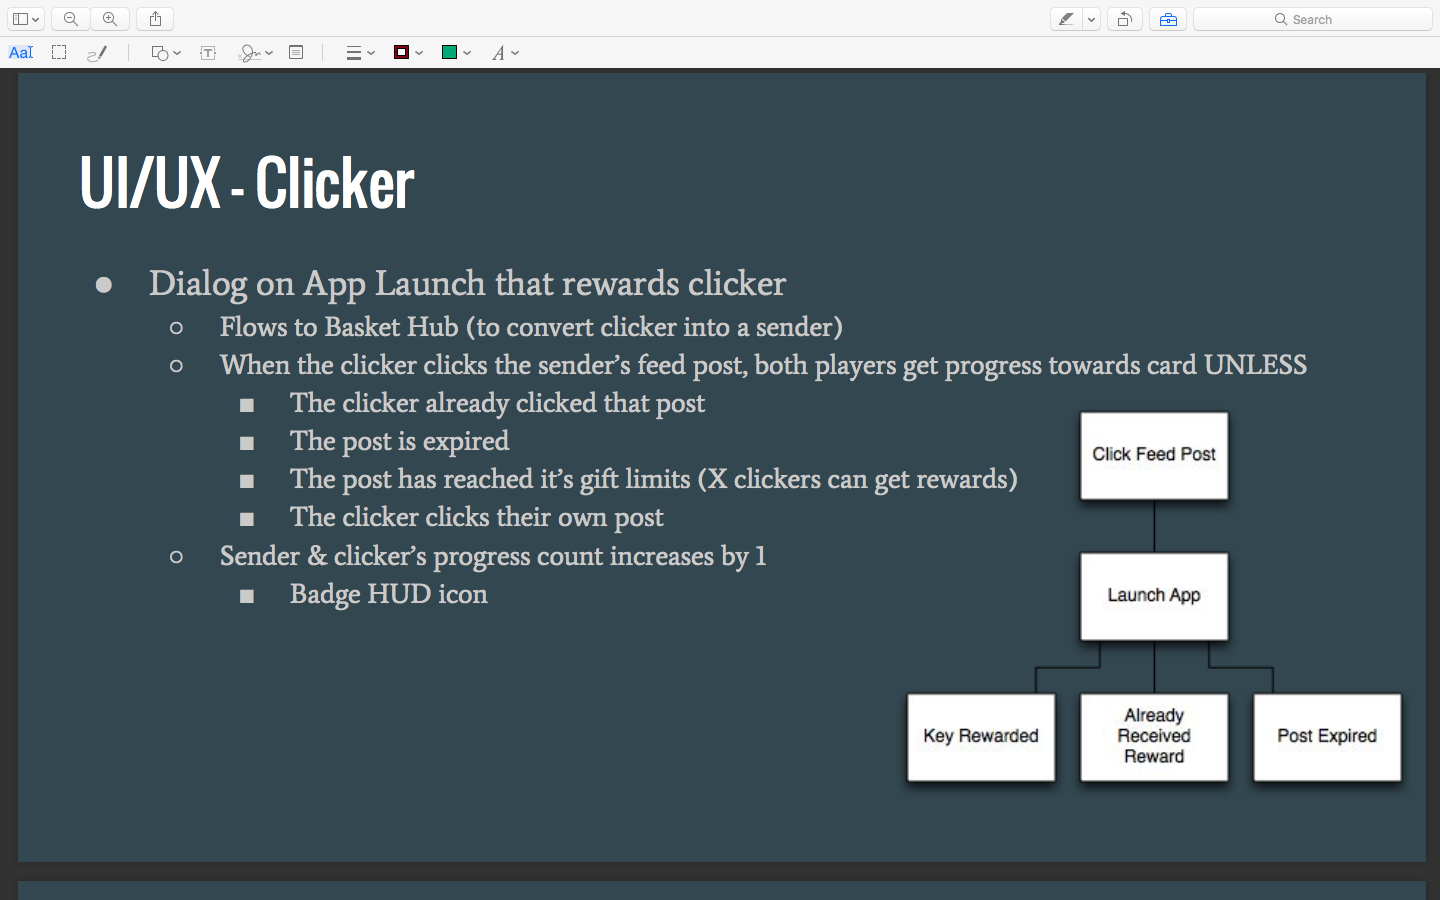 Search
AaI
T
A
UI/UX - Clicker
● Dialog on App Launch that rewards clicker
○ Flows to Basket Hub (to convert clicker into a sender)
○ When the clicker clicks the sender’s feed post, both players get progress towards card UNLESS
■ The clicker already clicked that post
■ The post is expired
■ The post has reached it’s gift limits (X clickers can get rewards)
■ The clicker clicks their own post
○ Sender & clicker’s progress count increases by 1
■ Badge HUD icon
Click Feed Post
Launch App
Key Rewarded
Already
Received
Reward
Post Expired